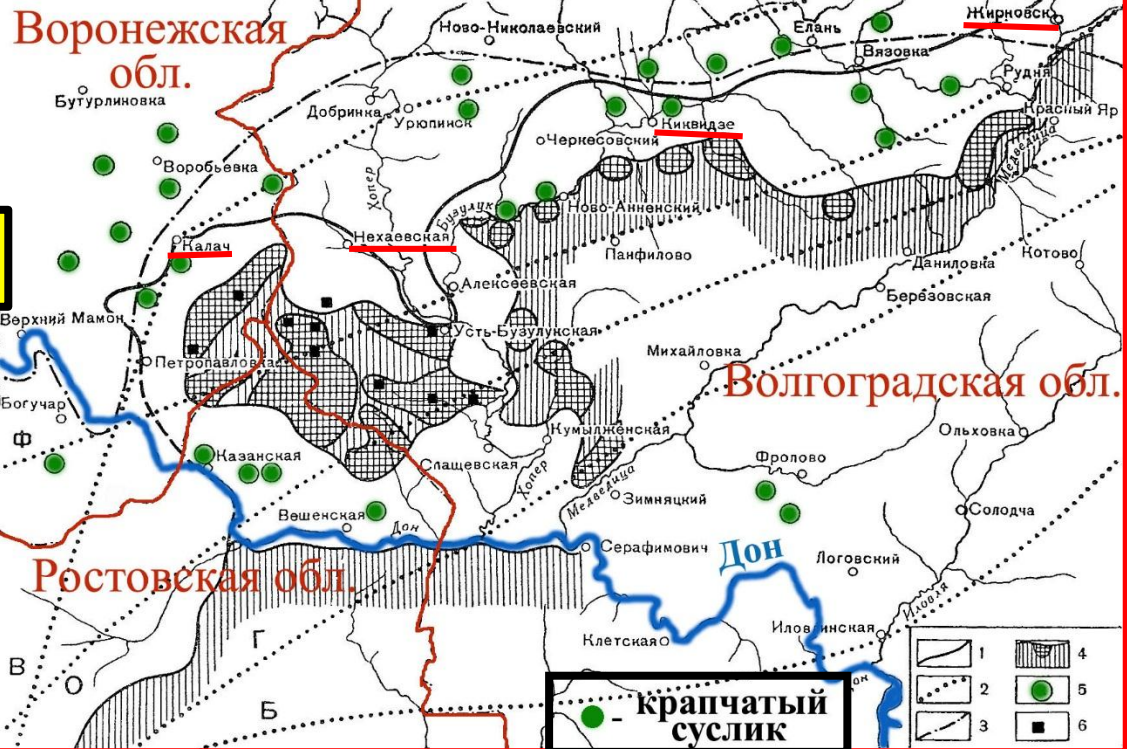 Воронежская
обл.
Ново-Николаевский
Елань
Жирновск
Вязовка
Рудня
Бутурлиновка
Добринка
Урюпинск
Красный Яр
Киквидзе
Черкесовский
Медведица
Воробьевка
Хопер
Бузулук
Ново-Анненский
Калач
Нехаевская
Панфилово
Даниловка
Котово
Алексеевская
Березовская
Верхний Мамон
Усть-Бузулукская
Михайловка
Петропавловка
Волгоградская обл.
Богучар
Ф
Кумылженская
Ольховка
Казанская
Слащевская
Фролово
Хопер
Медведица
Зимняцкий
Солодча
Вешенская
Дон
Серафимович
Дон
Логовский
Ростовская обл.
Иловля
Г
Клетская
Иловлинская
В
О
Б
Дон
1
4
2
5
3
6
- крапчатый
суслик